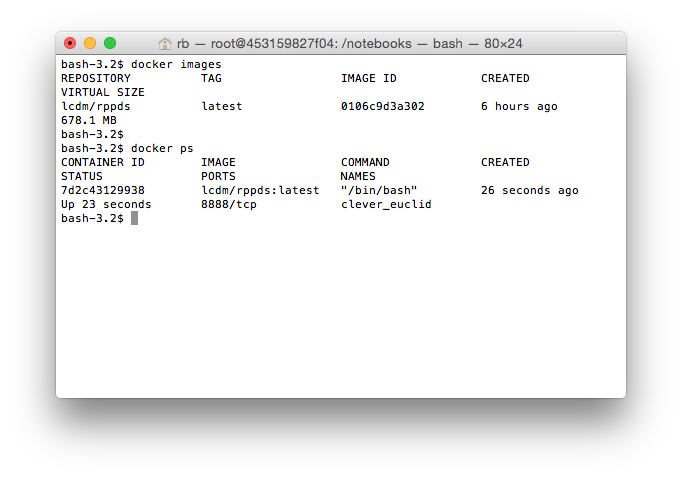 rb — root@453159827f04: /notebooks — bash — 80×24
bash-3.2$ docker images
REPOSITORY          TAG                 IMAGE ID            CREATED
VIRTUAL SIZE
lcdm/rppds          latest              0106c9d3a302        6 hours ago
678.1 MB
bash-3.2$
bash-3.2$ docker ps
CONTAINER ID        IMAGE               COMMAND             CREATED
STATUS              PORTS               NAMES
7d2c43129938        lcdm/rppds:latest   "/bin/bash"         26 seconds ago
Up 23 seconds       8888/tcp            clever_euclid
bash-3.2$